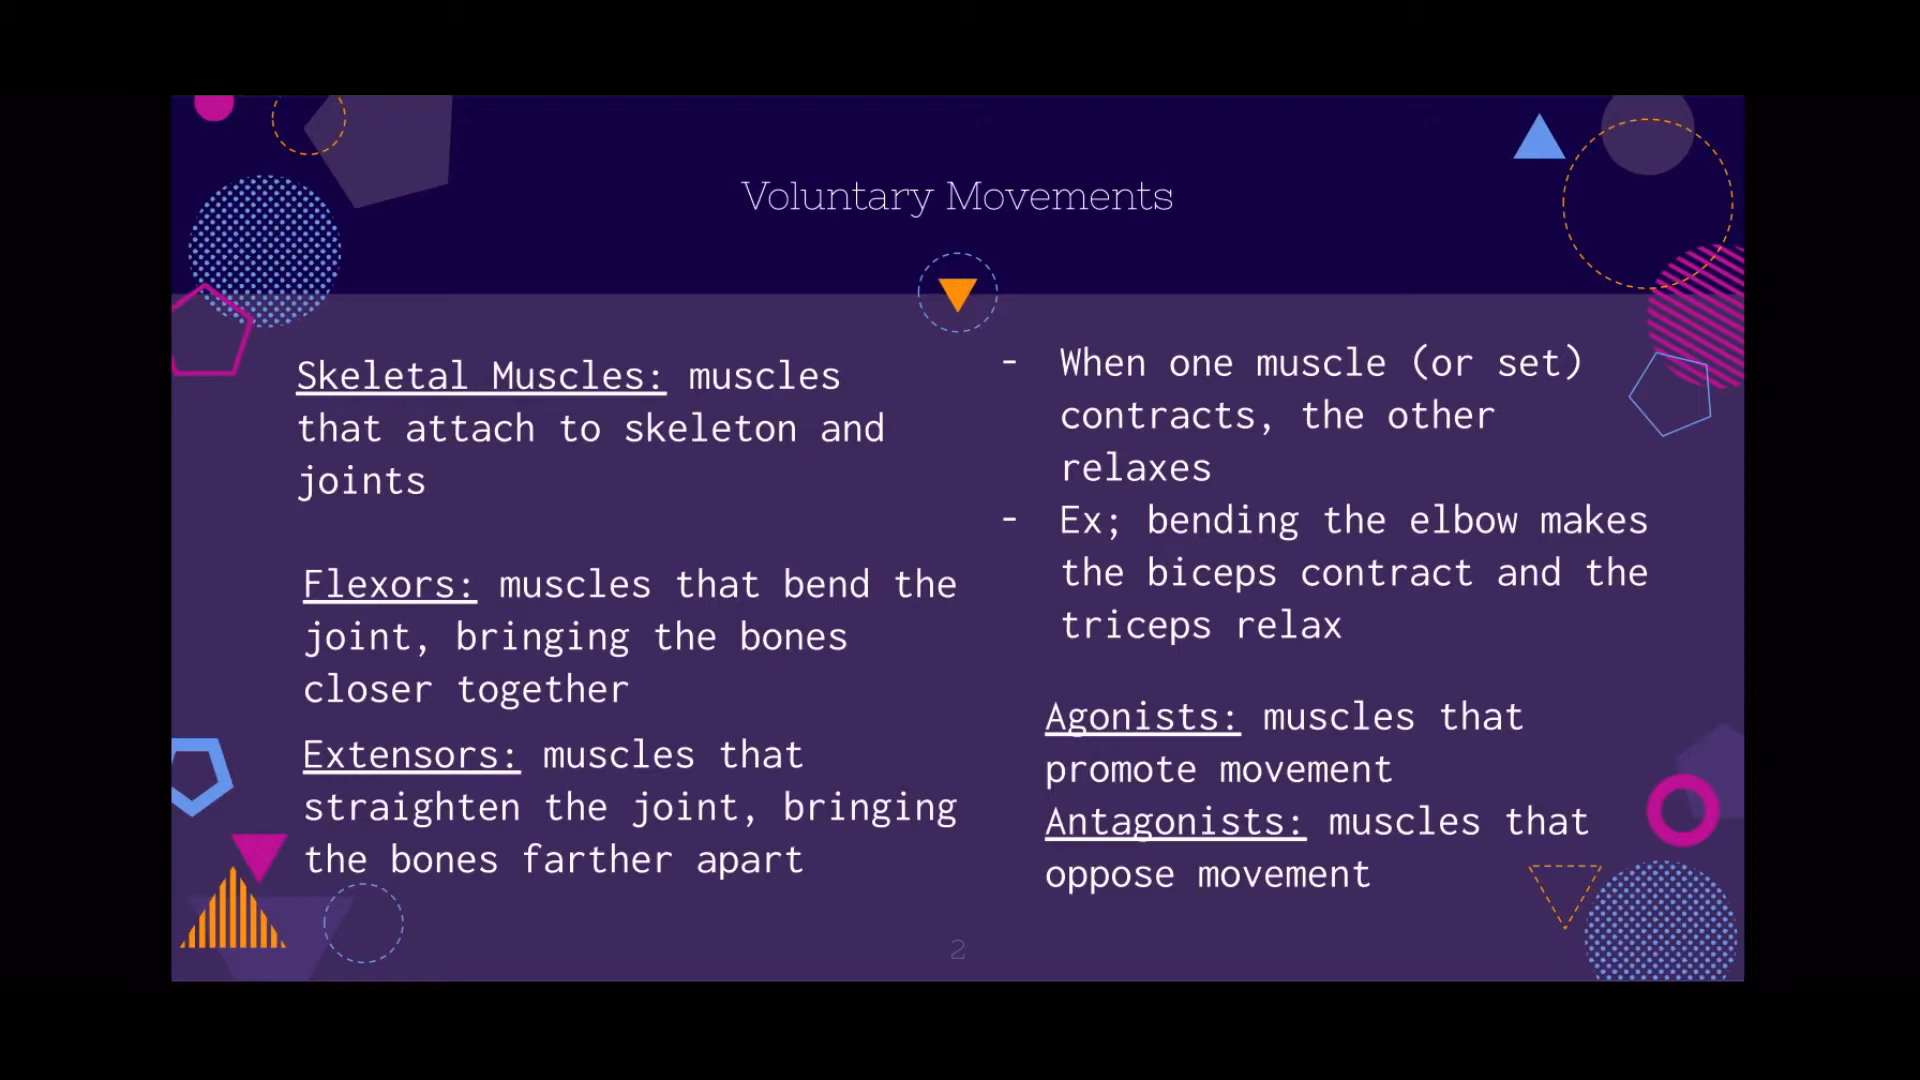 Voluntary Movements
Skeletal Muscles: muscles
that attach to skeleton and
joints
Flexors: muscles that bend the
joint, bringing the bones
closer together
Extensors: muscles that
straighten the joint, bringing
the bones farther apart
- When one muscle (or set)
contracts, the other
relaxes
- Ex; bending the elbow makes
the biceps contract and the
triceps relax
Agonists: muscles that
promote movement
Antagonists: muscles that
oppose movement
2